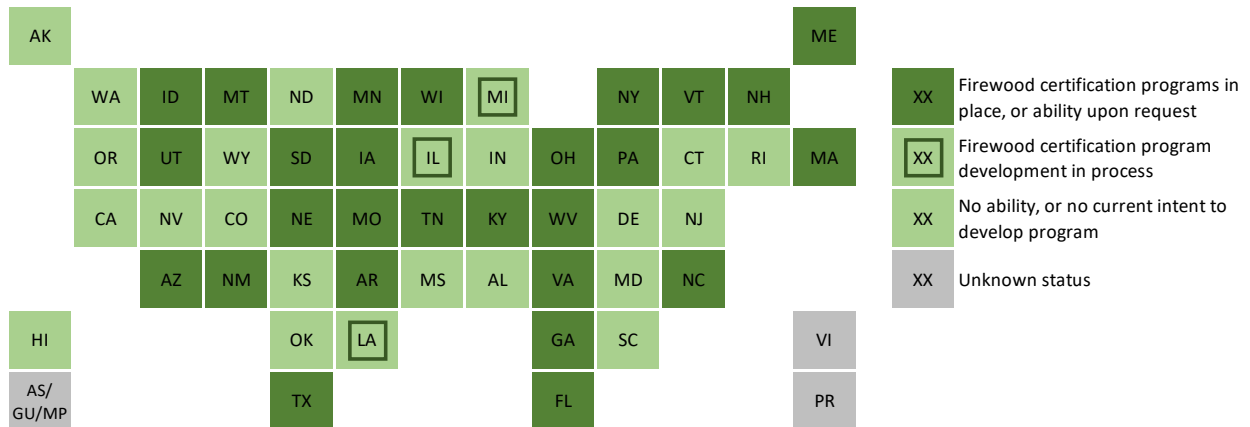 AK ME
WA ID MT ND MN WI MI NY VT NH XX Firewood certification programs in
place, or ability upon request
OR UT WY SD IA IL IN OH PA CT RI MA XX Firewood certification program
development in process
CA NV CO NE MO TN KY WV DE NJ XX No ability, or no current intent to
develop program
AZ NM KS AR MS AL VA MD NC XX Unknown status
HI OK LA GA SC VI
AS/
GU/MP TX FL PR